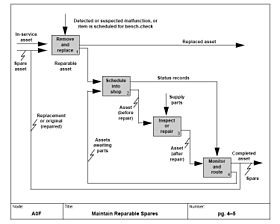 Detected or suspected malfunction, or
item is scheduled for bench-check
In-service
asset
Remove
and
replace
Replaced asset
Spare
asset
Reparable
asset
Schedule
into
shop
Status records
Supply
parts
Replacement
or original
(repaired)
Asset
(before
repair)
Assets
awaiting
parts
Inspect
or
repair
Asset
(after
repair)
Monitor
and
route
Completed
asset
Spare
asset
Node:
A0F
Title:
Maintain Reparable Spares
Number:
pg. 4–5